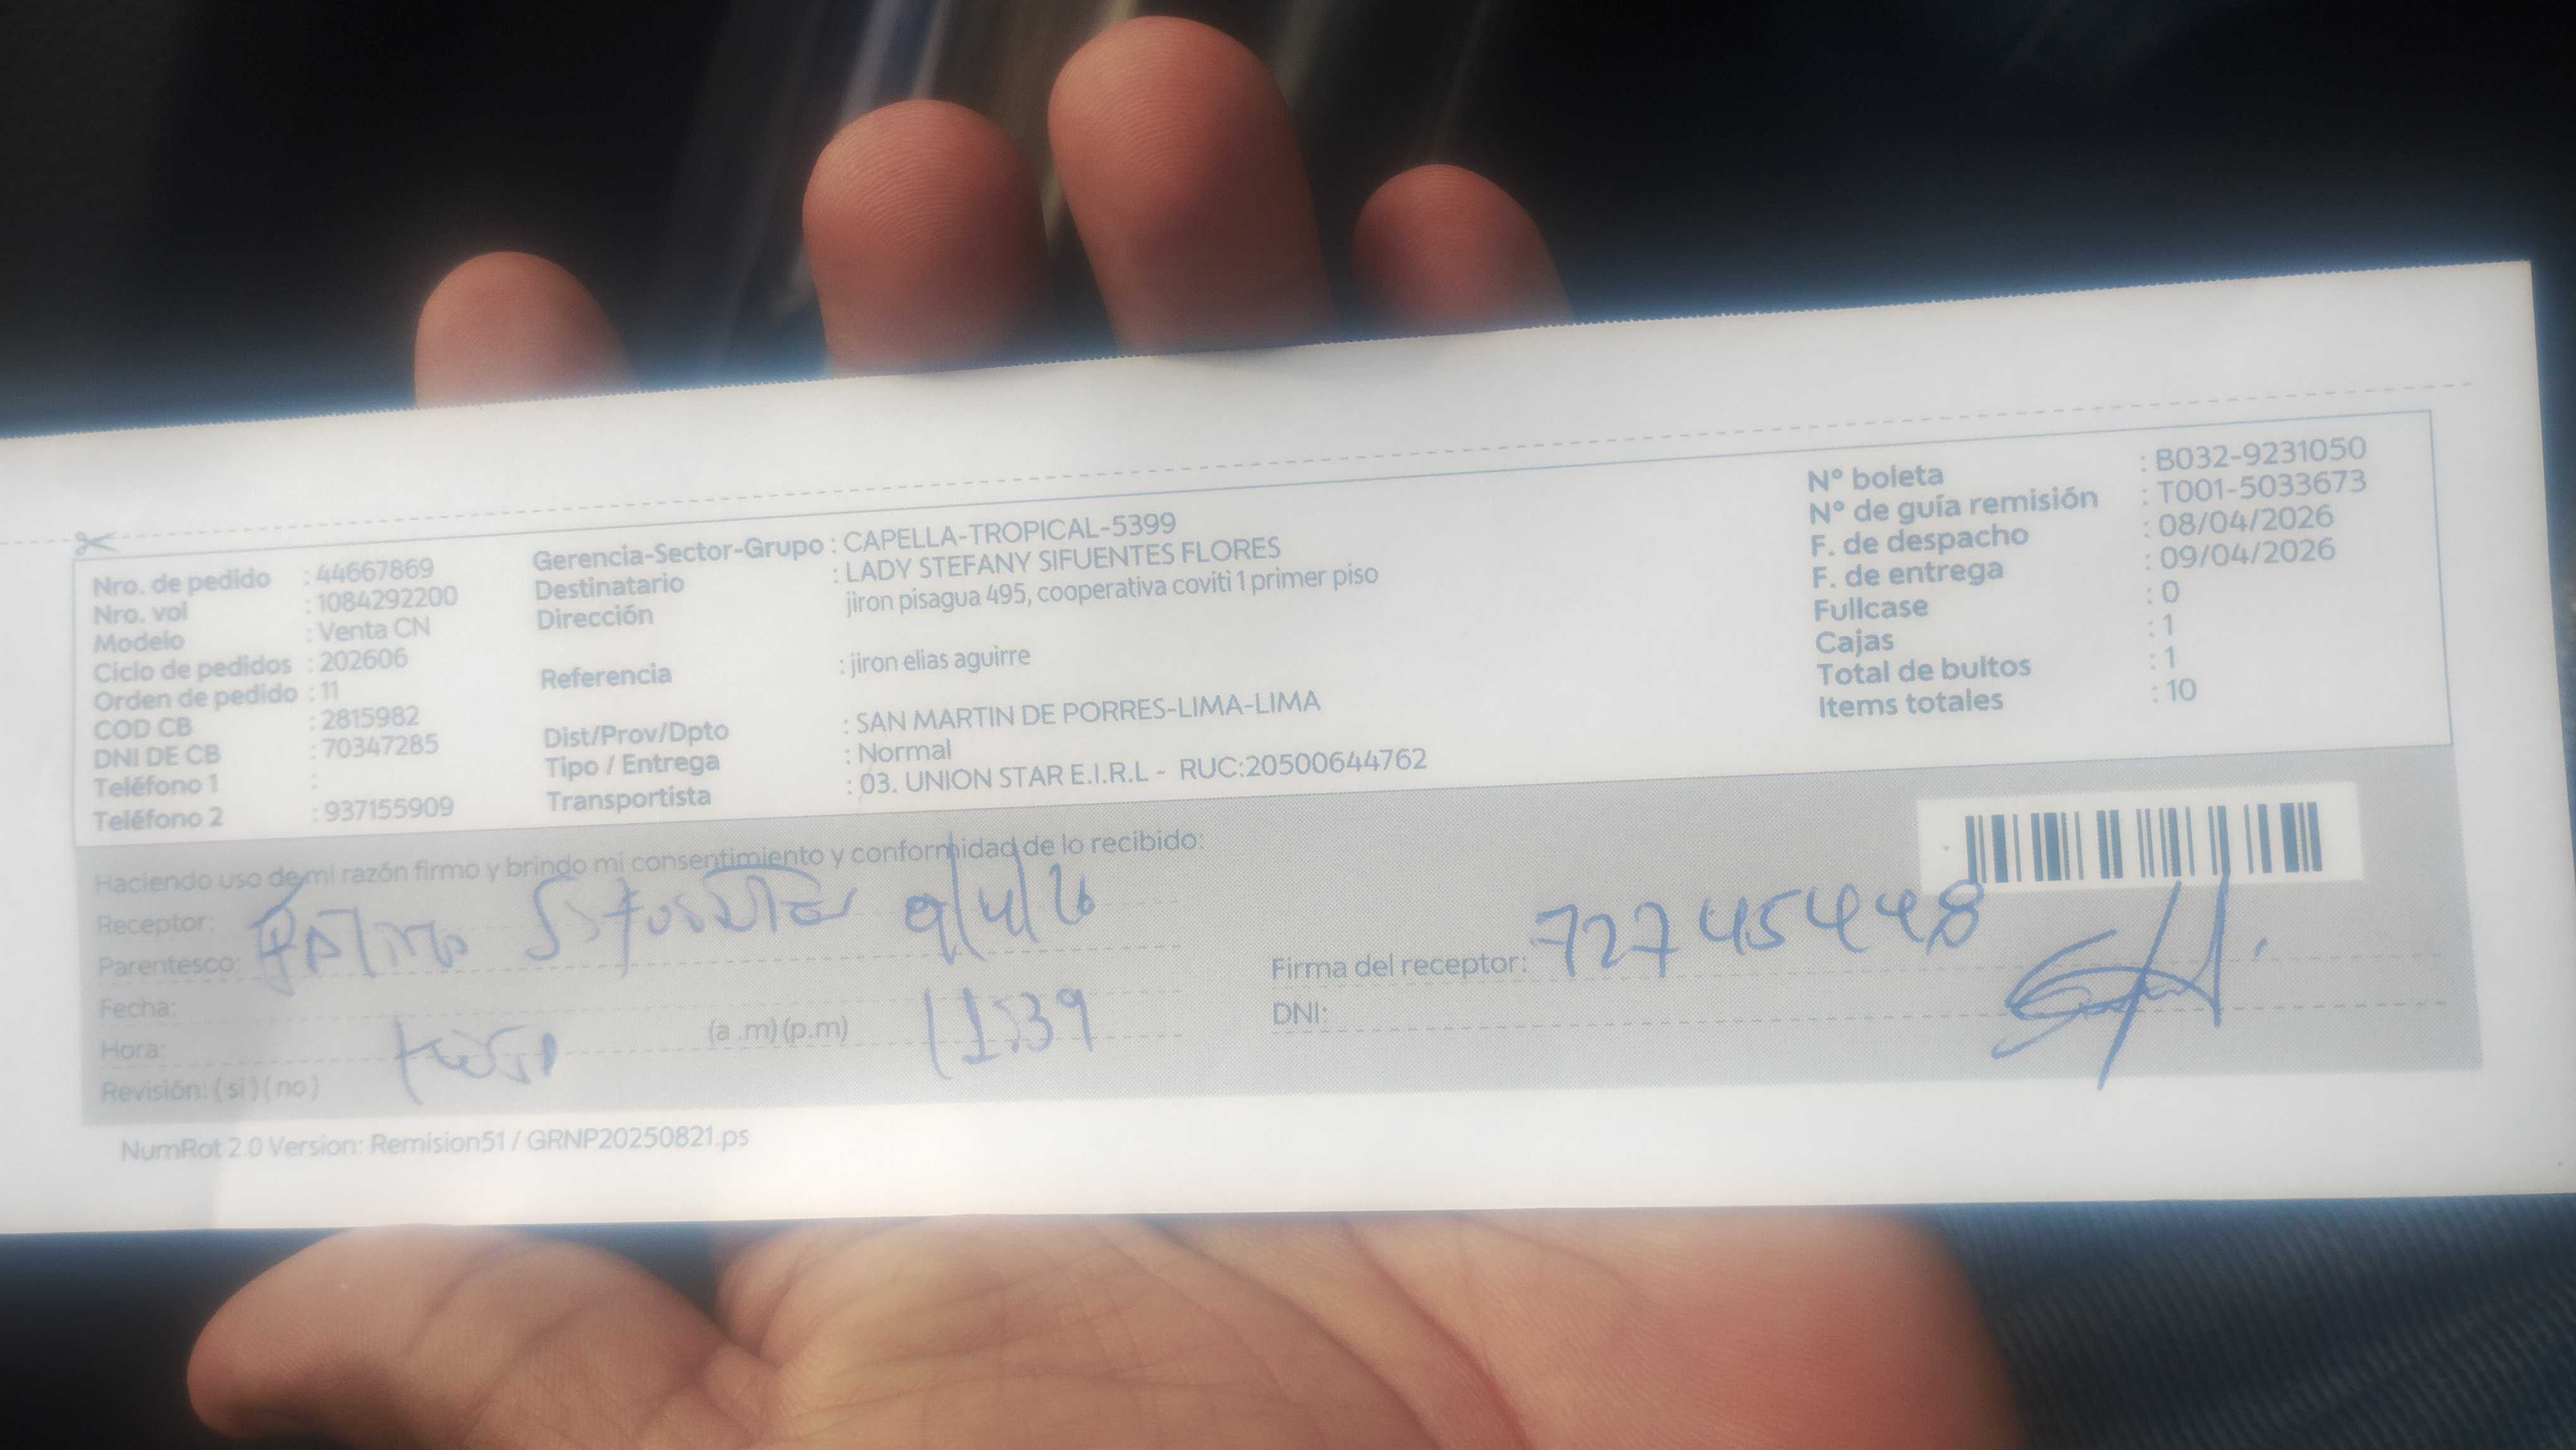 Nro. de pedido : 44667869
Nro. vol : 1084292200
Modelo : Venta CN
Ciclo de pedidos : 202606
Orden de pedido : 11
COD CB : 2815982
DNI DE CB : 70347285
Teléfono 1 :
Teléfono 2 : 937155909
Gerencia-Sector-Grupo : CAPELLA-TROPICAL-5399
Destinatario : LADY STEFANY SIFUENTES FLORES
Dirección jiron pisagua 495, cooperativa coviti 1 primer piso
Referencia : jiron elias aguirre
Dist/Prov/Dpto : SAN MARTIN DE PORRES-LIMA-LIMA
Tipo / Entrega : Normal
Transportista : 03. UNION STAR E.I.R.L - RUC:20500644762
N° boleta : B032-9231050
N° de guía remisión : T001-5033673
F. de despacho : 08/04/2026
F. de entrega : 09/04/2026
Fullcase : 0
Cajas : 1
Total de bultos : 1
Items totales : 10
Haciendo uso de mi razón firmo y brindo mi consentimiento y conformidad de lo recibido:
Receptor: 9/4/26
Parentesco:
Fecha:
Hora: (a .m) (p.m) 11:39
Revisión: ( si ) ( no )
Firma del receptor: 72745448
DNI:
NumRot 2.0 Version: Remision51 / GRNP20250821.ps